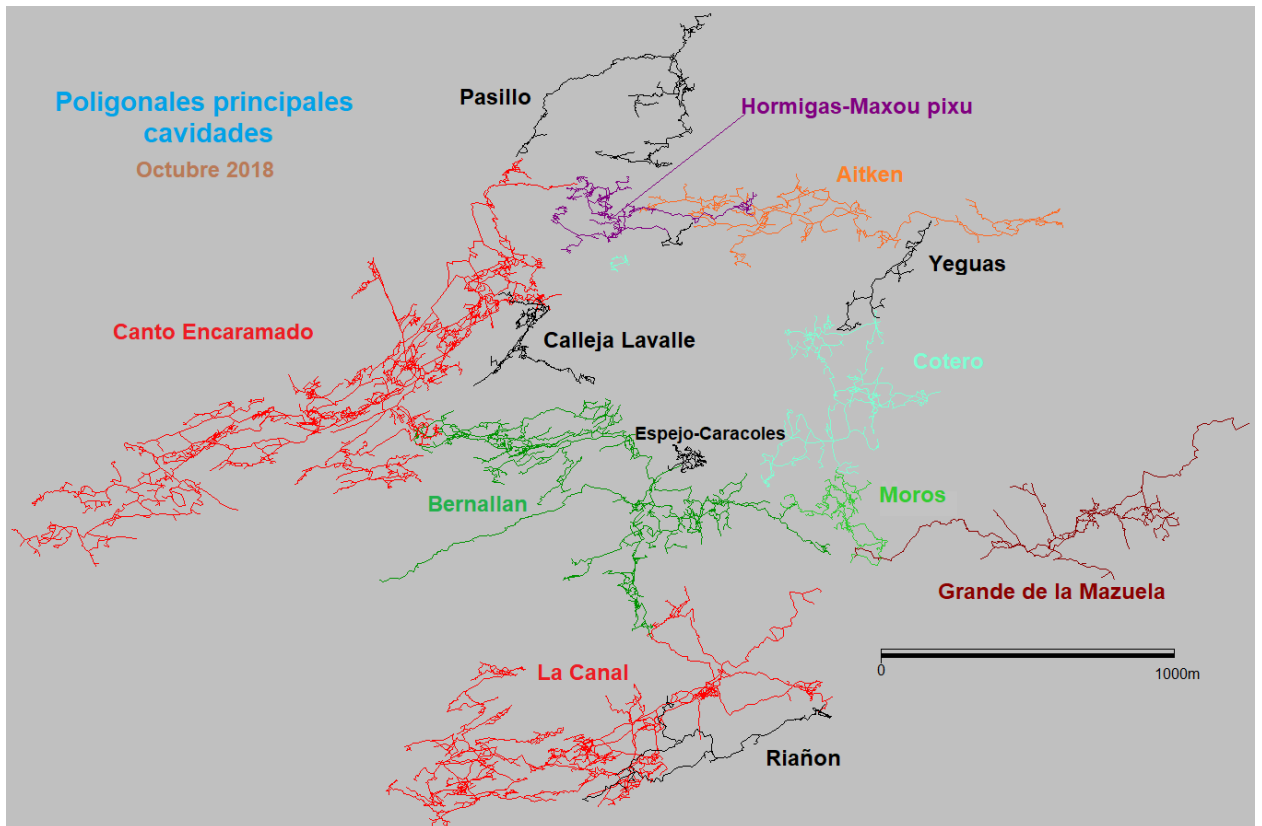 Poligonales principales
cavidades
Octubre 2018
Pasillo
Hormigas-Maxou pixu
Aitken
Yeguas
Canto Encaramado
Calleja Lavalle
Cotero
Espejo-Caracoles
Bernallan
Moros
Grande de la Mazuela
La Canal
0
1000m
Riañon